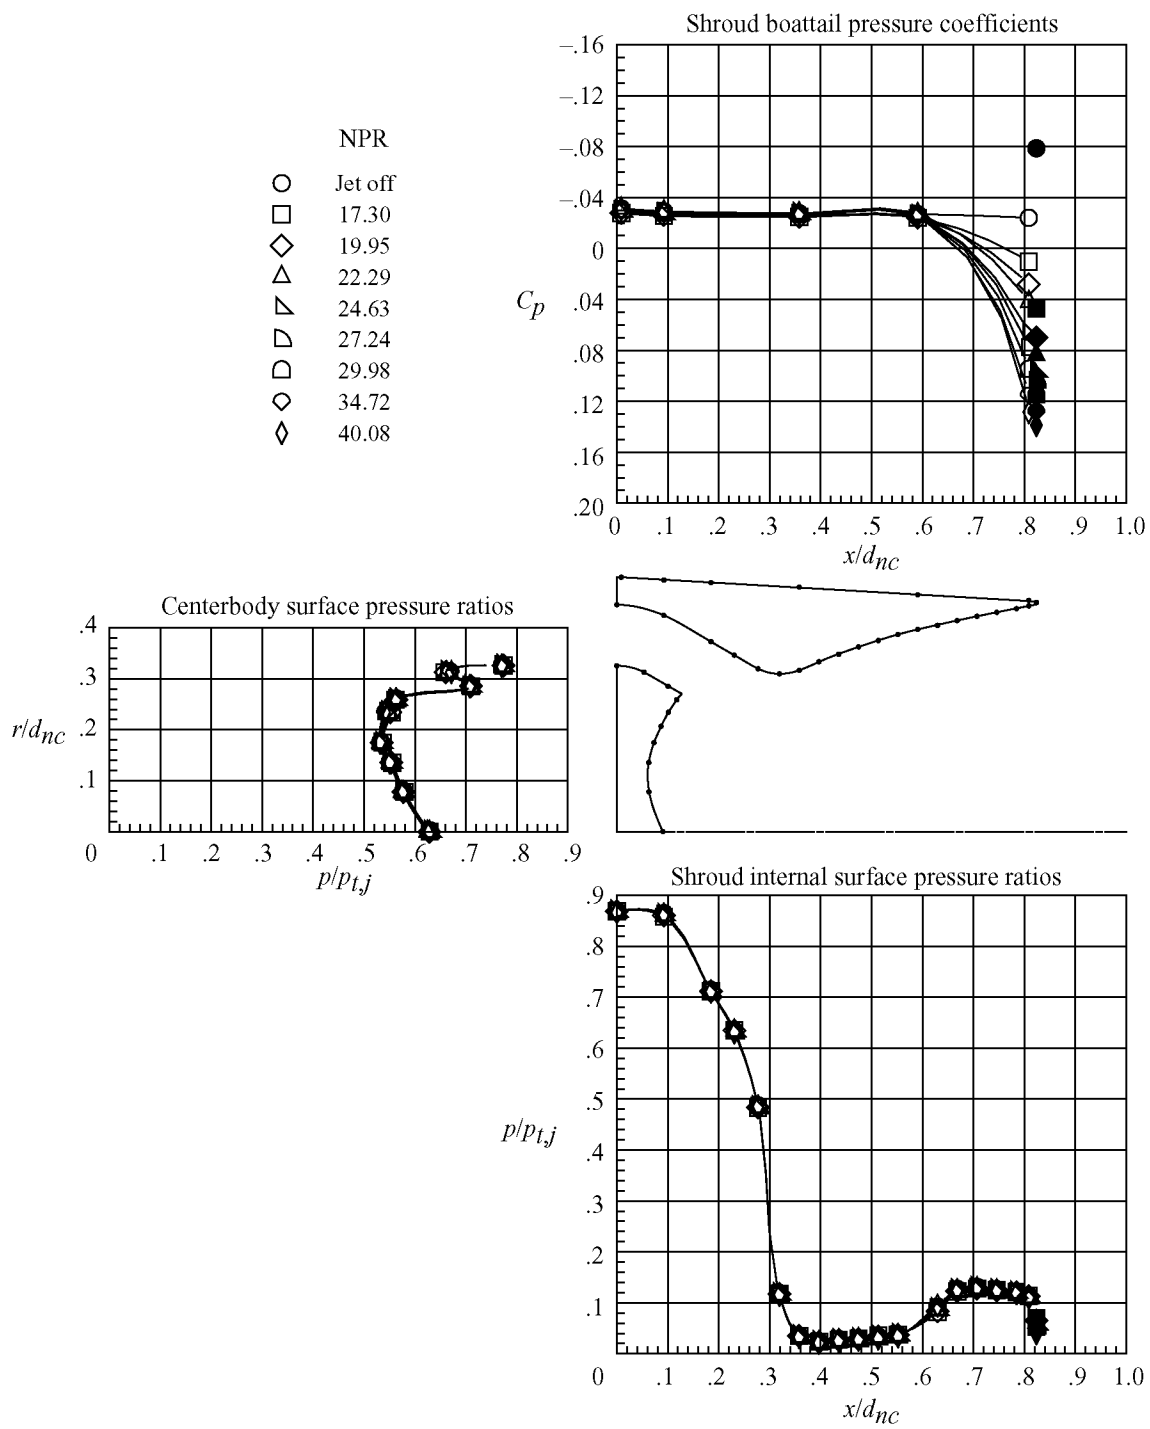 Shroud boattail pressure coefficients
–.16
–.12
–.08
–.04
0
.04
.08
.12
.16
.20
Cp
0 .1 .2 .3 .4 .5 .6 .7 .8 .9 1.0
x/dnc
NPR
Jet off
17.30
19.95
22.29
24.63
27.24
29.98
34.72
40.08
Centerbody surface pressure ratios
.4
.3
.2
.1
r/dnc
0 .1 .2 .3 .4 .5 .6 .7 .8 .9
p/pt,j
Shroud internal surface pressure ratios
.9
.8
.7
.6
.5
.4
.3
.2
.1
p/pt,j
0 .1 .2 .3 .4 .5 .6 .7 .8 .9 1.0
x/dnc